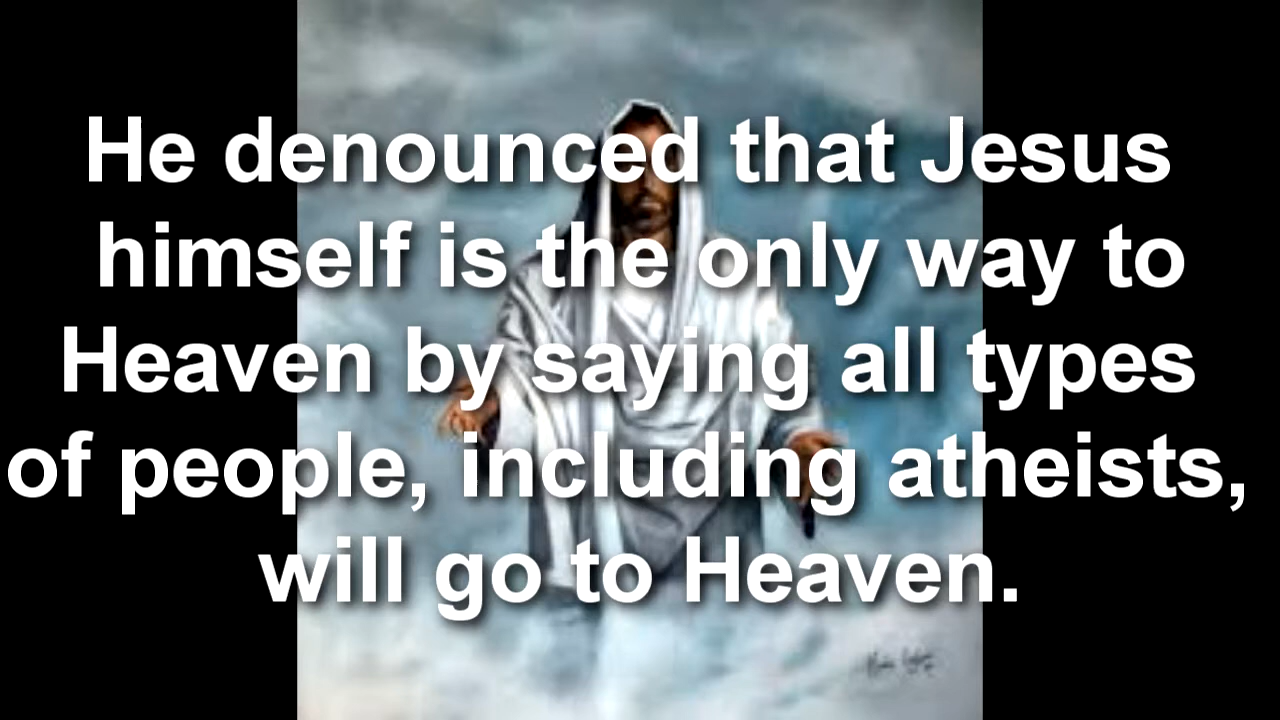 He denounced that Jesus
himself is the only way to
Heaven by saying all types
of people, including atheists,
will go to Heaven.